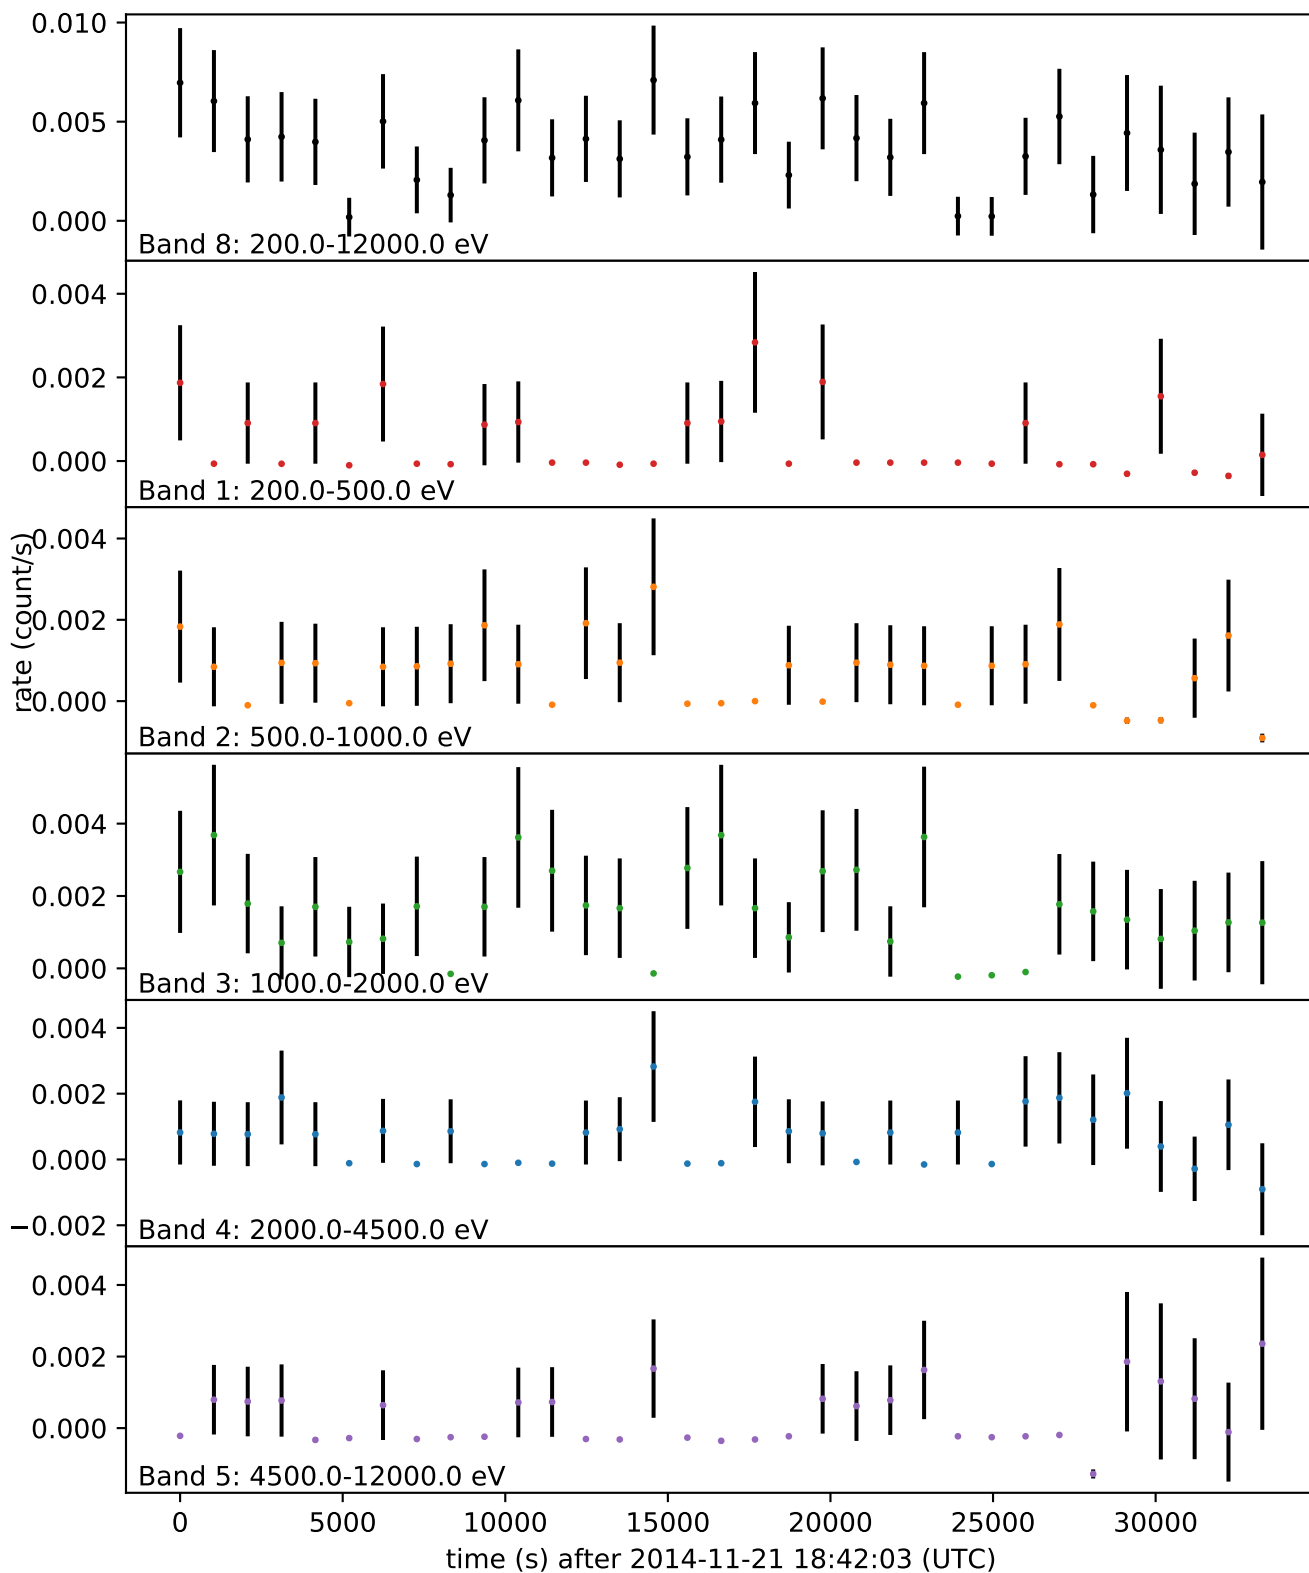 0.010
0.005
0.000
Band 8: 200.0-12000.0 eV
0.004
0.002
0.000
Band 1: 200.0-500.0 eV
rate (count/s)
0.004
0.002
0.000
Band 2: 500.0-1000.0 eV
0.004
0.002
0.000
Band 3: 1000.0-2000.0 eV
0.004
0.002
0.000
−0.002
Band 4: 2000.0-4500.0 eV
0.004
0.002
0.000
Band 5: 4500.0-12000.0 eV
0 5000 10000 15000 20000 25000 30000
time (s) after 2014-11-21 18:42:03 (UTC)